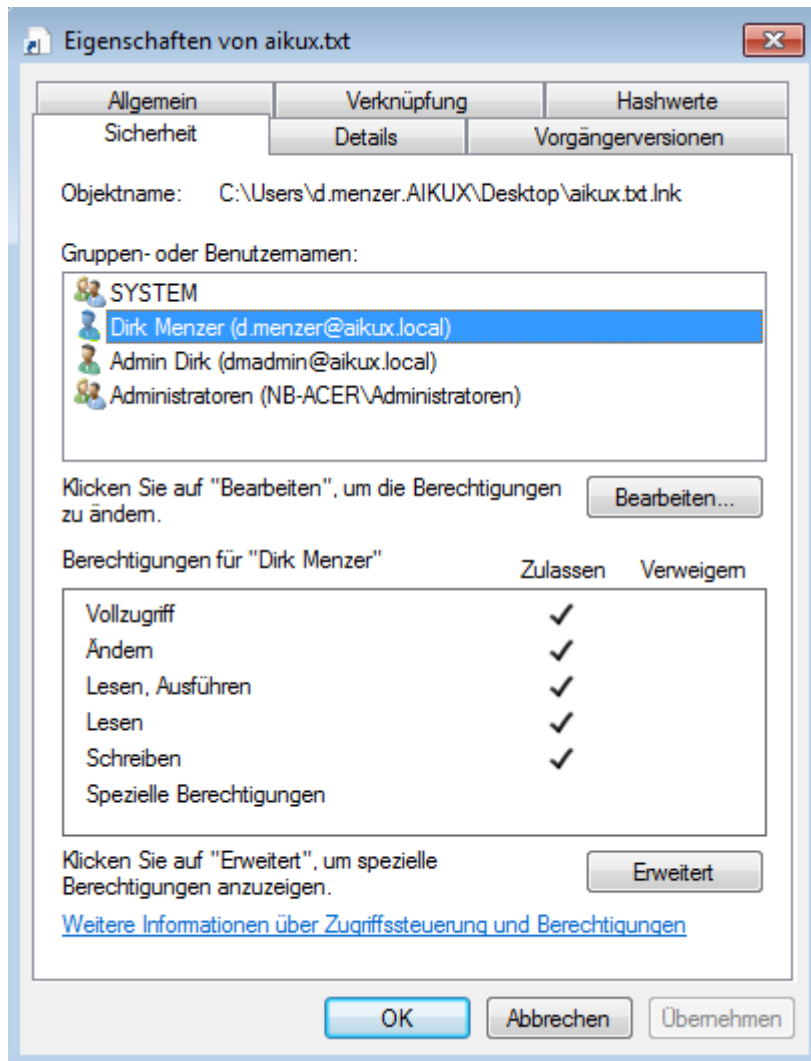 Eigenschaften von aikux.txt
Allgemein
Verknüpfung
Hashwerte
Sicherheit
Details
Vorgängerversionen
Objektname: C:\Users\d.menzer.AIKUX\Desktop\aikux.txt.lnk
Gruppen- oder Benutzernamen:
SYSTEM
Dirk Menzer (d.menzer@aikux.local)
Admin Dirk (dmadmin@aikux.local)
Administratoren (NB-ACER\Administratoren)
Klicken Sie auf "Bearbeiten", um die Berechtigungen
zu ändern.
Bearbeiten...
Berechtigungen für "Dirk Menzer"
Zulassen Verweigern
Vollzugriff
Ändern
Lesen, Ausführen
Lesen
Schreiben
Spezielle Berechtigungen
Klicken Sie auf "Erweitert", um spezielle
Berechtigungen anzuzeigen.
Erweitert
Weitere Informationen über Zugriffssteuerung und Berechtigungen
OK
Abbrechen
Übernehmen